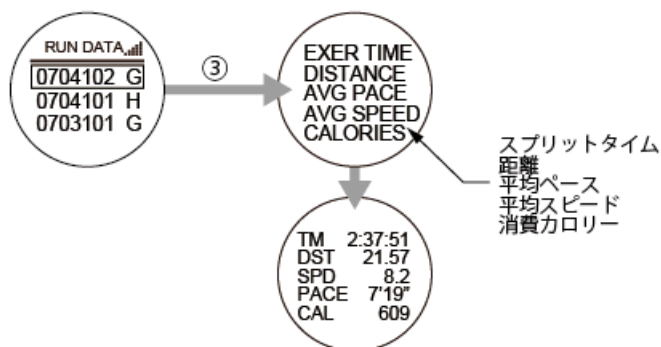 RUN DATA
0704102 G
0704101 H
0703101 G
③
EXER TIME
DISTANCE
AVG PACE
AVG SPEED
CALORIES
スプリットタイム
距離
平均ペース
平均スピード
消費カロリー
TM 2:37:51
DST 21.57
SPD 8.2
PACE 7'19"
CAL 609